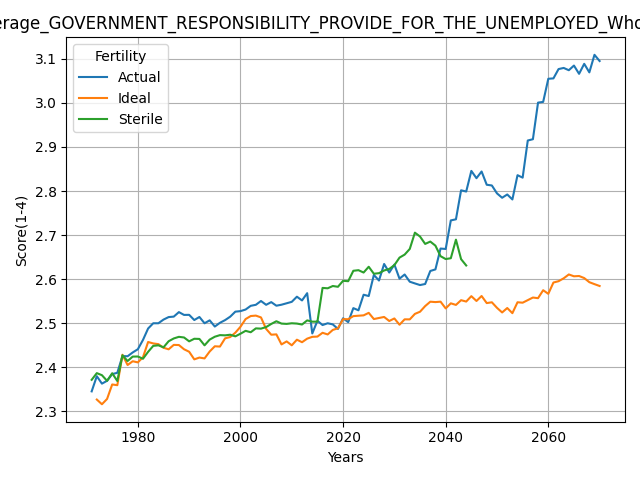 erage_GOVERNMENT_RESPONSIBILITY_PROVIDE_FOR_THE_UNEMPLOYED_Who
Fertility
Actual
Ideal
Sterile
Score(1-4)
3.1
3.0
2.9
2.8
2.7
2.6
2.5
2.4
2.3
1980 2000 2020 2040 2060
Years